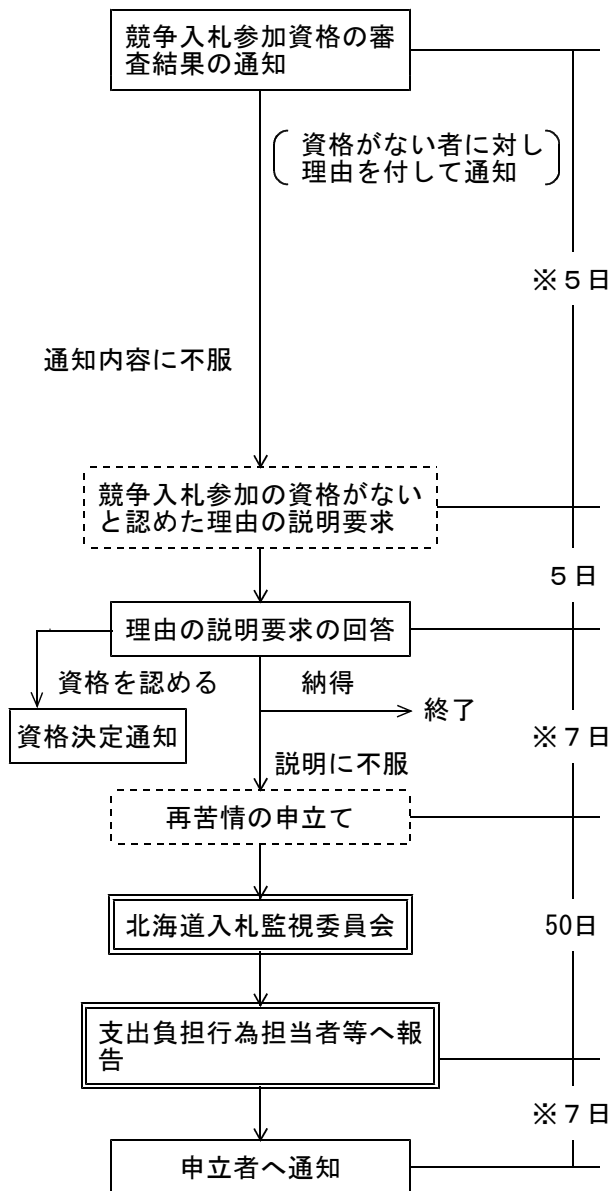 競争入札参加資格の審
査結果の通知
資格がない者に対し
理由を付して通知
※５日
通知内容に不服
競争入札参加の資格がない
と認めた理由の説明要求
５日
理由の説明要求の回答
資格を認める
納得
終了
資格決定通知
※７日
説明に不服
再苦情の申立て
北海道入札監視委員会
50日
支出負担行為担当者等へ報
告
※７日
申立者へ通知